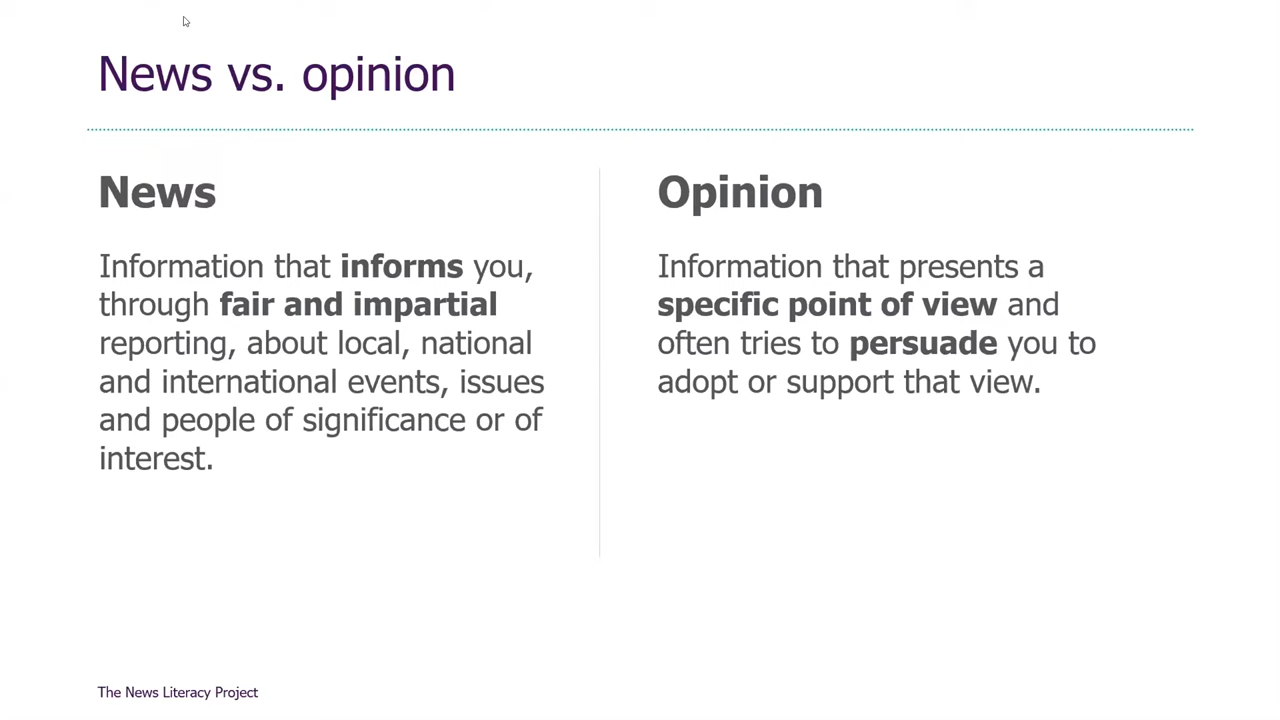 News vs. opinion
News
Information that informs you,
through fair and impartial
reporting, about local, national
and international events, issues
and people of significance or of
interest.
Opinion
Information that presents a
specific point of view and
often tries to persuade you to
adopt or support that view.
The News Literacy Project